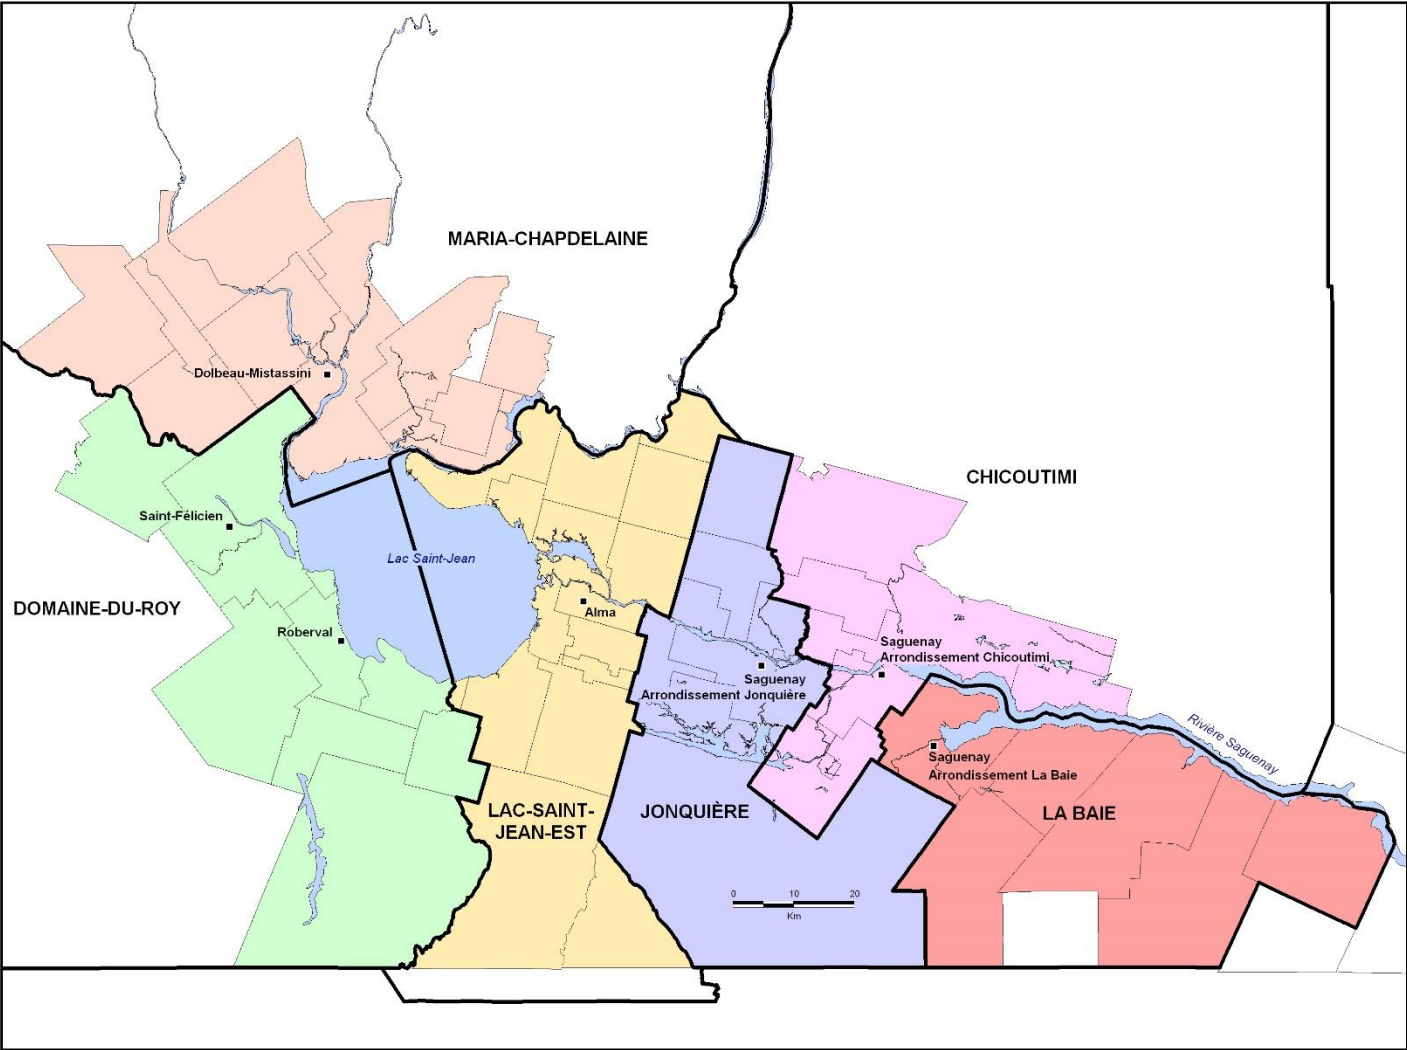 MARIA-CHAPDELAINE
Dolbeau-Mistassini
CHICOUTIMI
Saint-Félicien
Lac Saint-Jean
DOMAINE-DU-ROY
Alma
Roberval
Saguenay
Arrondissement Chicoutimi
Saguenay
Arrondissement Jonquière
Rivière Saguenay
Saguenay
Arrondissement La Baie
LAC-SAINT-
JEAN-EST
JONQUIÈRE
LA BAIE
0 10 20
Km